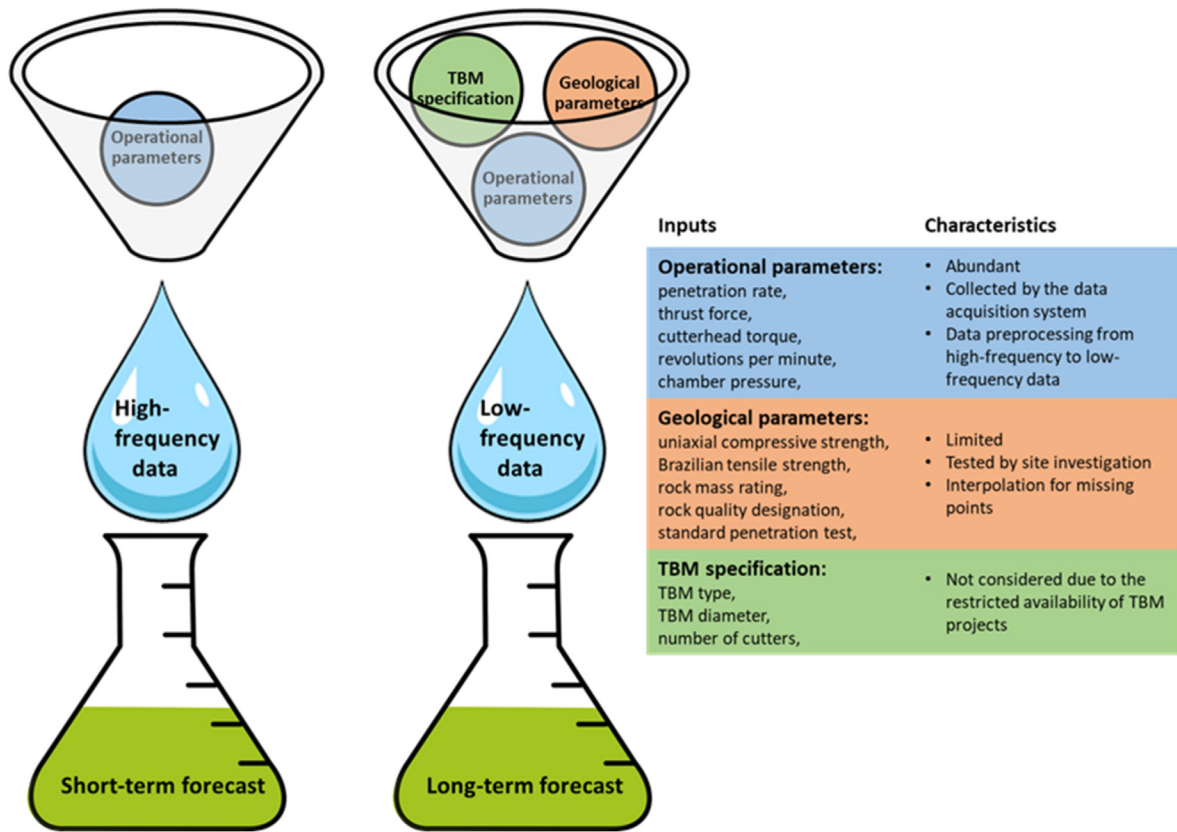 Operational
parameters
TBM
specification
Geological
parameters
Operational
parameters
High-
frequency
data
Low-
frequency
data
Short-term forecast
Long-term forecast
Inputs
Characteristics
Operational parameters:
penetration rate,
thrust force,
cutterhead torque,
revolutions per minute,
chamber pressure,
• Abundant
• Collected by the data
acquisition system
• Data preprocessing from
high-frequency to low-
frequency data
Geological parameters:
uniaxial compressive strength,
Brazilian tensile strength,
rock mass rating,
rock quality designation,
standard penetration test,
• Limited
• Tested by site investigation
• Interpolation for missing
points
TBM specification:
TBM type,
TBM diameter,
number of cutters,
• Not considered due to the
restricted availability of TBM
projects